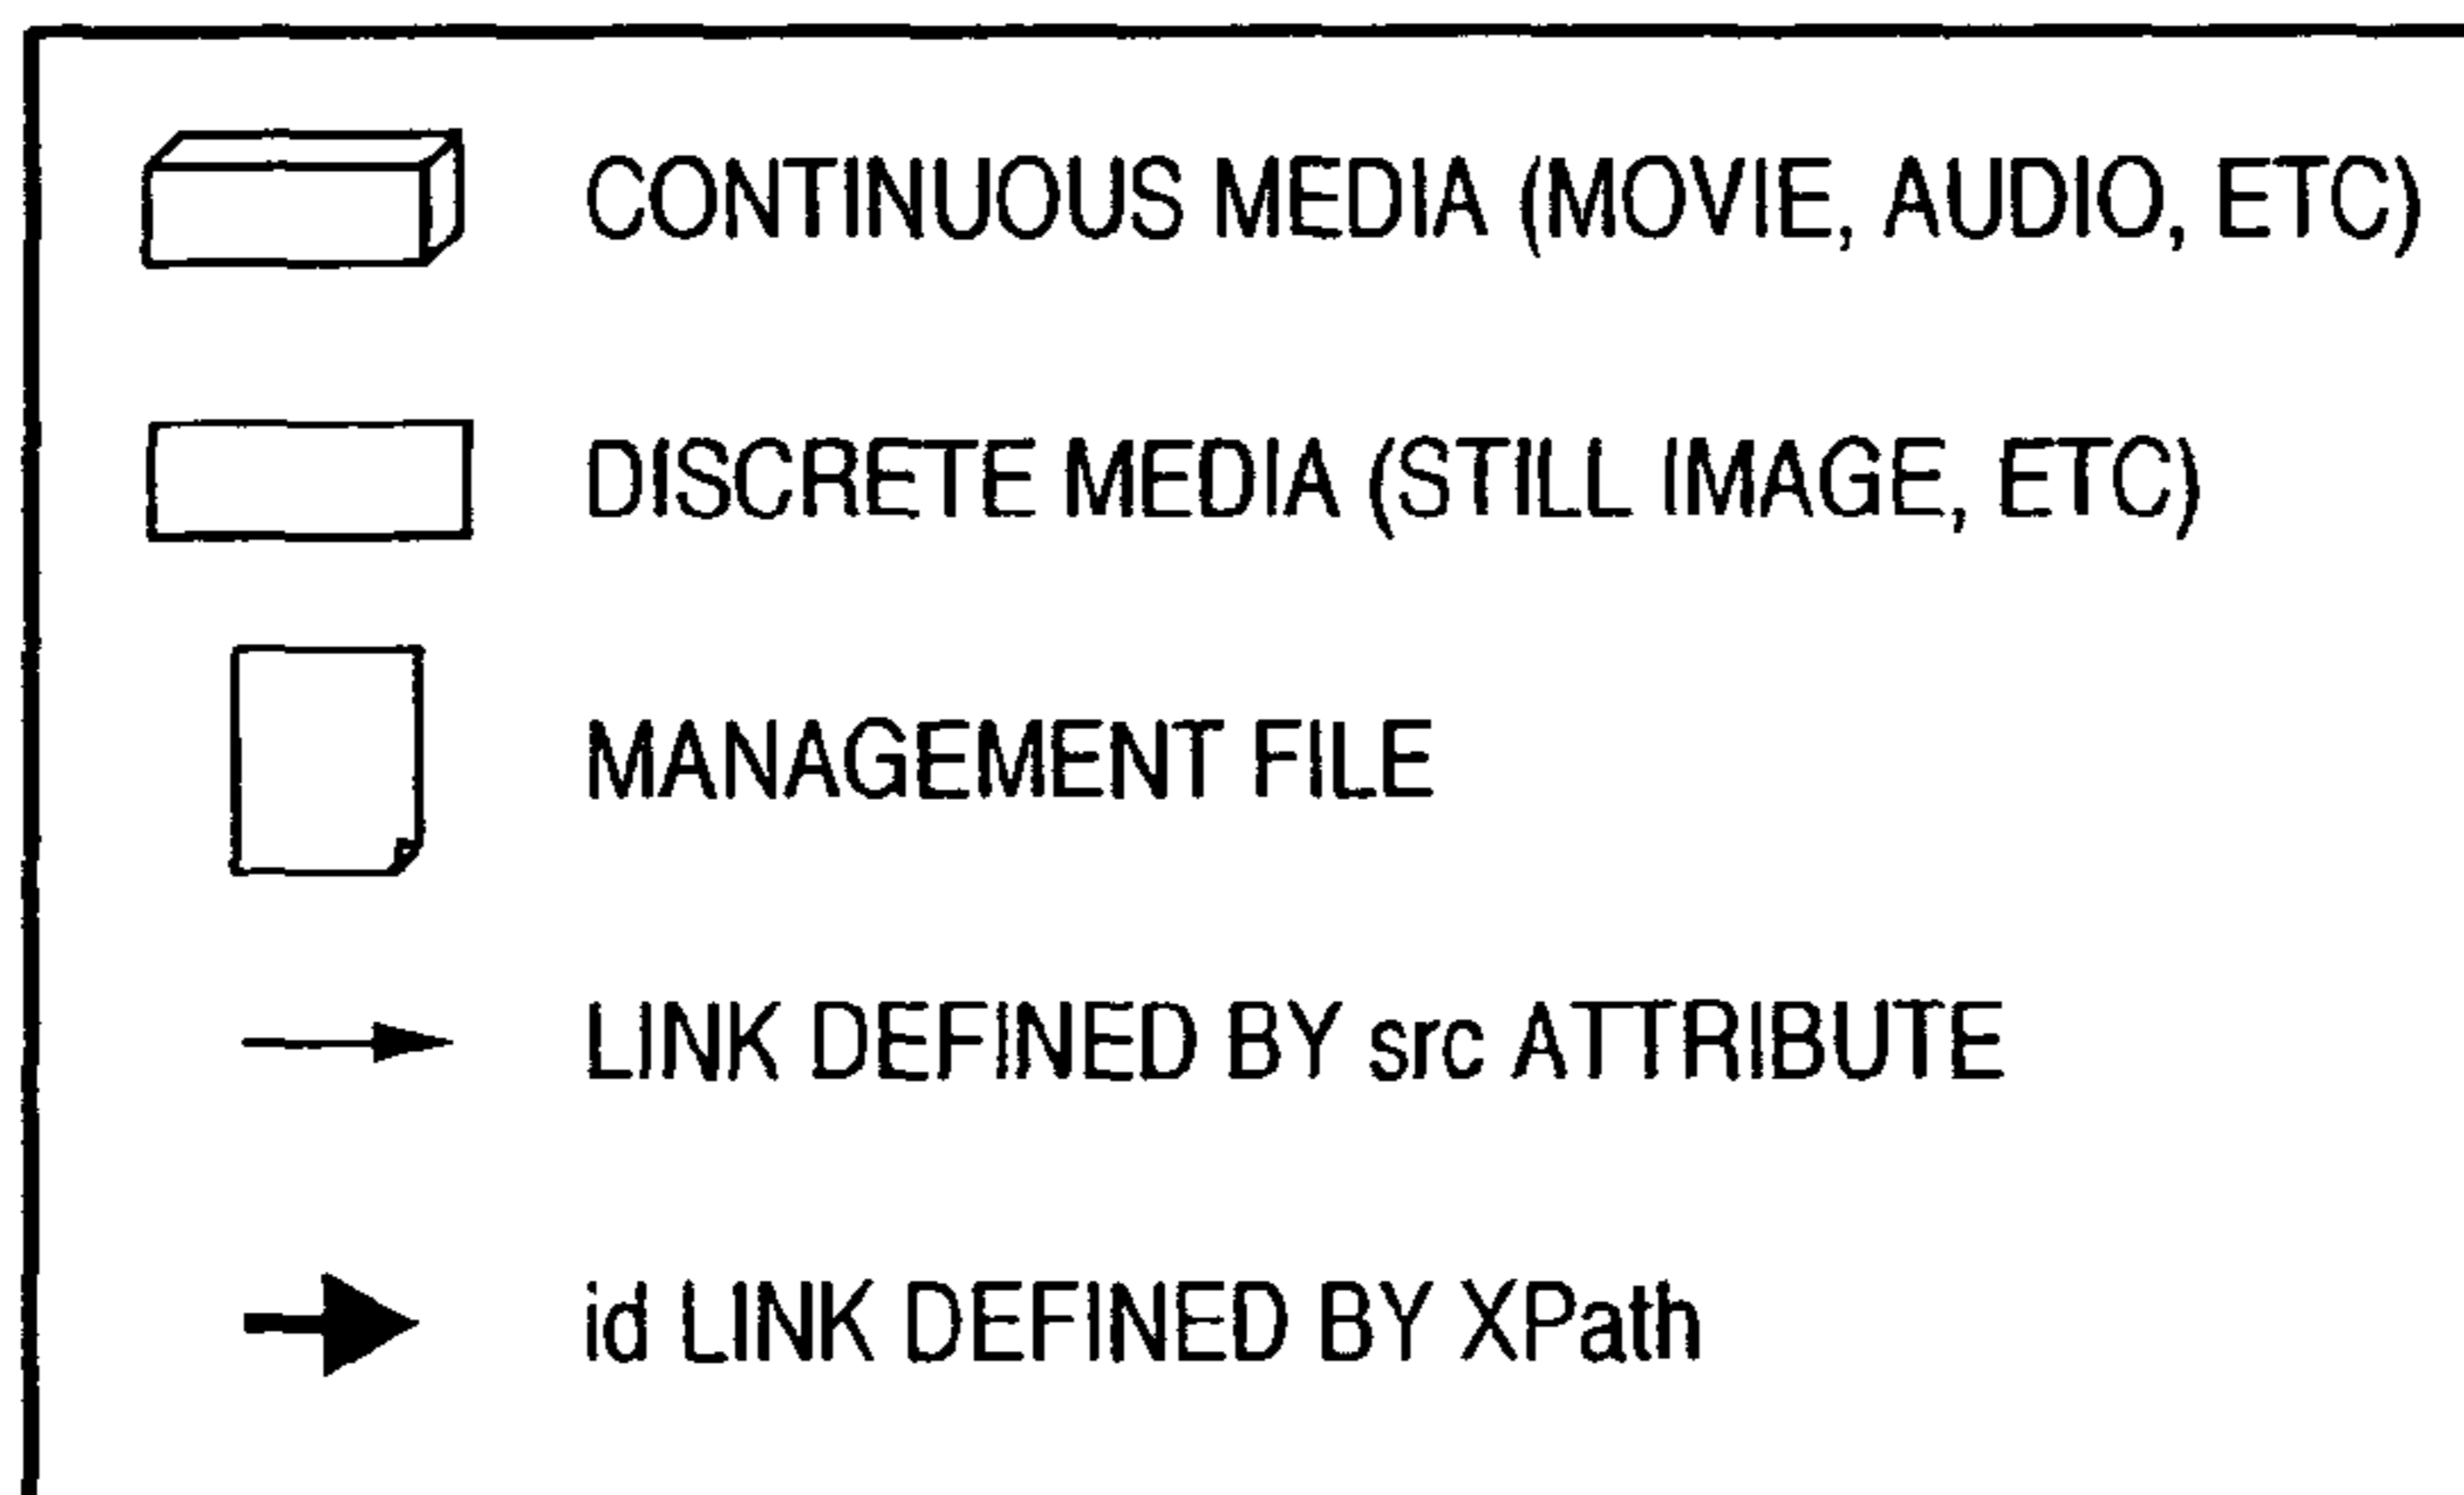 CONTINUOUS MEDIA (MOVIE, AUDIO, ETC)
DISCRETE MEDIA (STILL IMAGE, ETC)
MANAGEMENT FILE
LINK DEFINED BY src ATTRIBUTE
id LINK DEFINED BY XPath